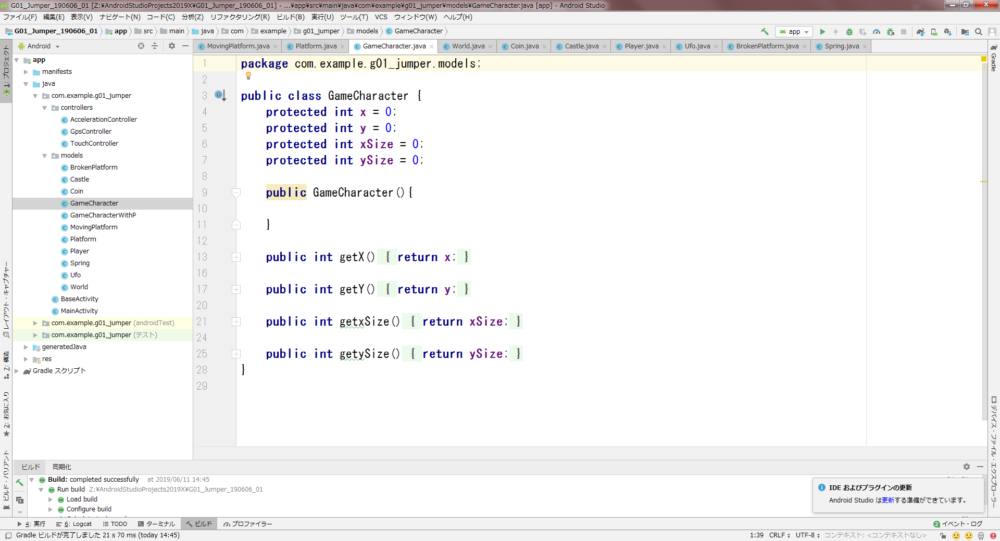 G01_Jumper_190606_01 [Z:¥AndroidStudioProjects2019X¥G01_Jumper_190606_01] - ...¥app¥src¥main¥java¥com¥example¥g01_jumper¥models¥GameCharacter.java [app] - Android Studio
ファイル(F) 編集(E) 表示(V) ナビゲート(N) コード(C) 分析(Z) リファクタリング(R) ビルド(B) 実行(U) ツール(T) VCS ウィンドウ(W) ヘルプ(H)
G01_Jumper_190606_01 app src main java com example g01_jumper models GameCharacter app
Android
MovingPlatform.java Platform.java GameCharacter.java World.java Coin.java Castle.java Player.java Ufo.java BrokenPlatform.java Spring.java
1: プロジェクト
レイアウト・キャプチャー
7: 構造
2: お気に入り
ビルド・バリアント
app
manifests
java
com.example.g01_jumper
controllers
AccelerationController
GpsController
TouchController
models
BrokenPlatform
Castle
Coin
GameCharacter
GameCharacterWithP
MovingPlatform
Platform
Player
Spring
Ufo
World
BaseActivity
MainActivity
com.example.g01_jumper (androidTest)
com.example.g01_jumper (テスト)
generatedJava
res
Gradle スクリプト
1 package com.example.g01_jumper.models;
2
3 public class GameCharacter {
4 protected int x = 0;
5 protected int y = 0;
6 protected int xSize = 0;
7 protected int ySize = 0;
8
9 public GameCharacter(){
10
11 }
12
13 public int getX() { return x; }
16
17 public int getY() { return y; }
20
21 public int getxSize() { return xSize; }
24
25 public int getySize() { return ySize; }
28 }
29
Gradle
デバイス・ファイル・エクスプローラー
ビルド 同期化
Build: completed successfully at 2019/06/11 14:45
Run build Z:¥AndroidStudioProjects2019X¥G01_Jumper_190606_01
Load build
Configure build
IDE およびプラグインの更新
Android Studio は更新する準備ができています。
4: 実行 6: Logcat TODO ターミナル ビルド プロファイラー 2 イベント・ログ
Gradle ビルドが完了しました 21 s 70 ms (today 14:45) 1:39 CRLF UTF-8 コンテキスト: <コンテキストなし>